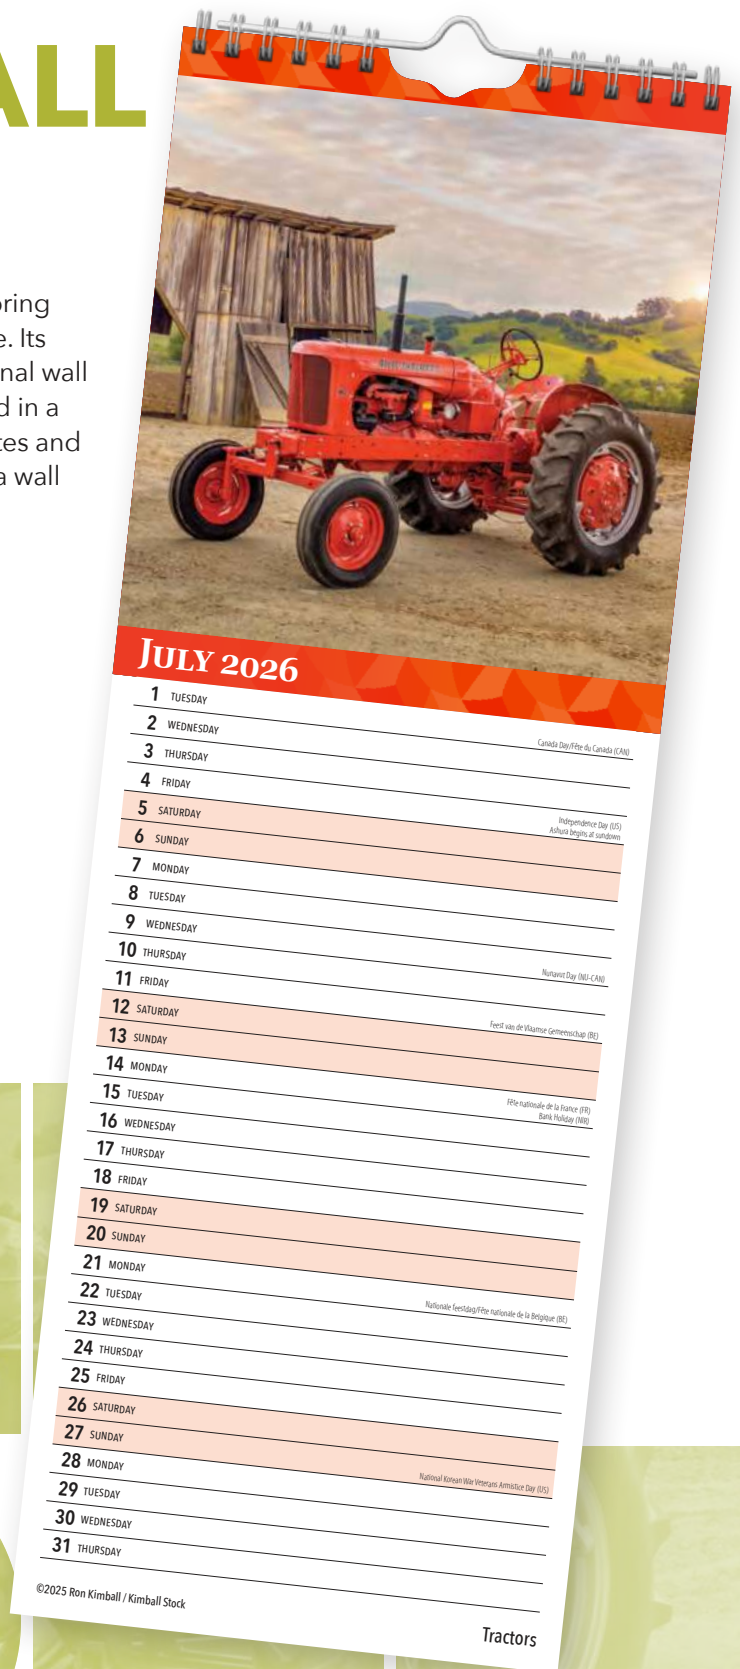 ALL
oring
e. Its
nal wall
d in a
tes and
a wall
JULY 2026
1 TUESDAY
Canada Day/Fête du Canada (CAN)
2 WEDNESDAY
3 THURSDAY
4 FRIDAY
Independence Day (US)
Ashura begins at sundown
5 SATURDAY
6 SUNDAY
7 MONDAY
8 TUESDAY
9 WEDNESDAY
Nunavut Day (NU-CAN)
10 THURSDAY
11 FRIDAY
Feest van de Vlaamse Gemeenschap (BE)
12 SATURDAY
13 SUNDAY
14 MONDAY
Fête nationale de la France (FR)
Bank Holiday (NIR)
15 TUESDAY
16 WEDNESDAY
17 THURSDAY
18 FRIDAY
19 SATURDAY
20 SUNDAY
21 MONDAY
Nationale feestdag/Fête nationale de la Belgique (BE)
22 TUESDAY
23 WEDNESDAY
24 THURSDAY
25 FRIDAY
26 SATURDAY
27 SUNDAY
National Korean War Veterans Armistice Day (US)
28 MONDAY
29 TUESDAY
30 WEDNESDAY
31 THURSDAY
©2025 Ron Kimball / Kimball Stock
Tractors